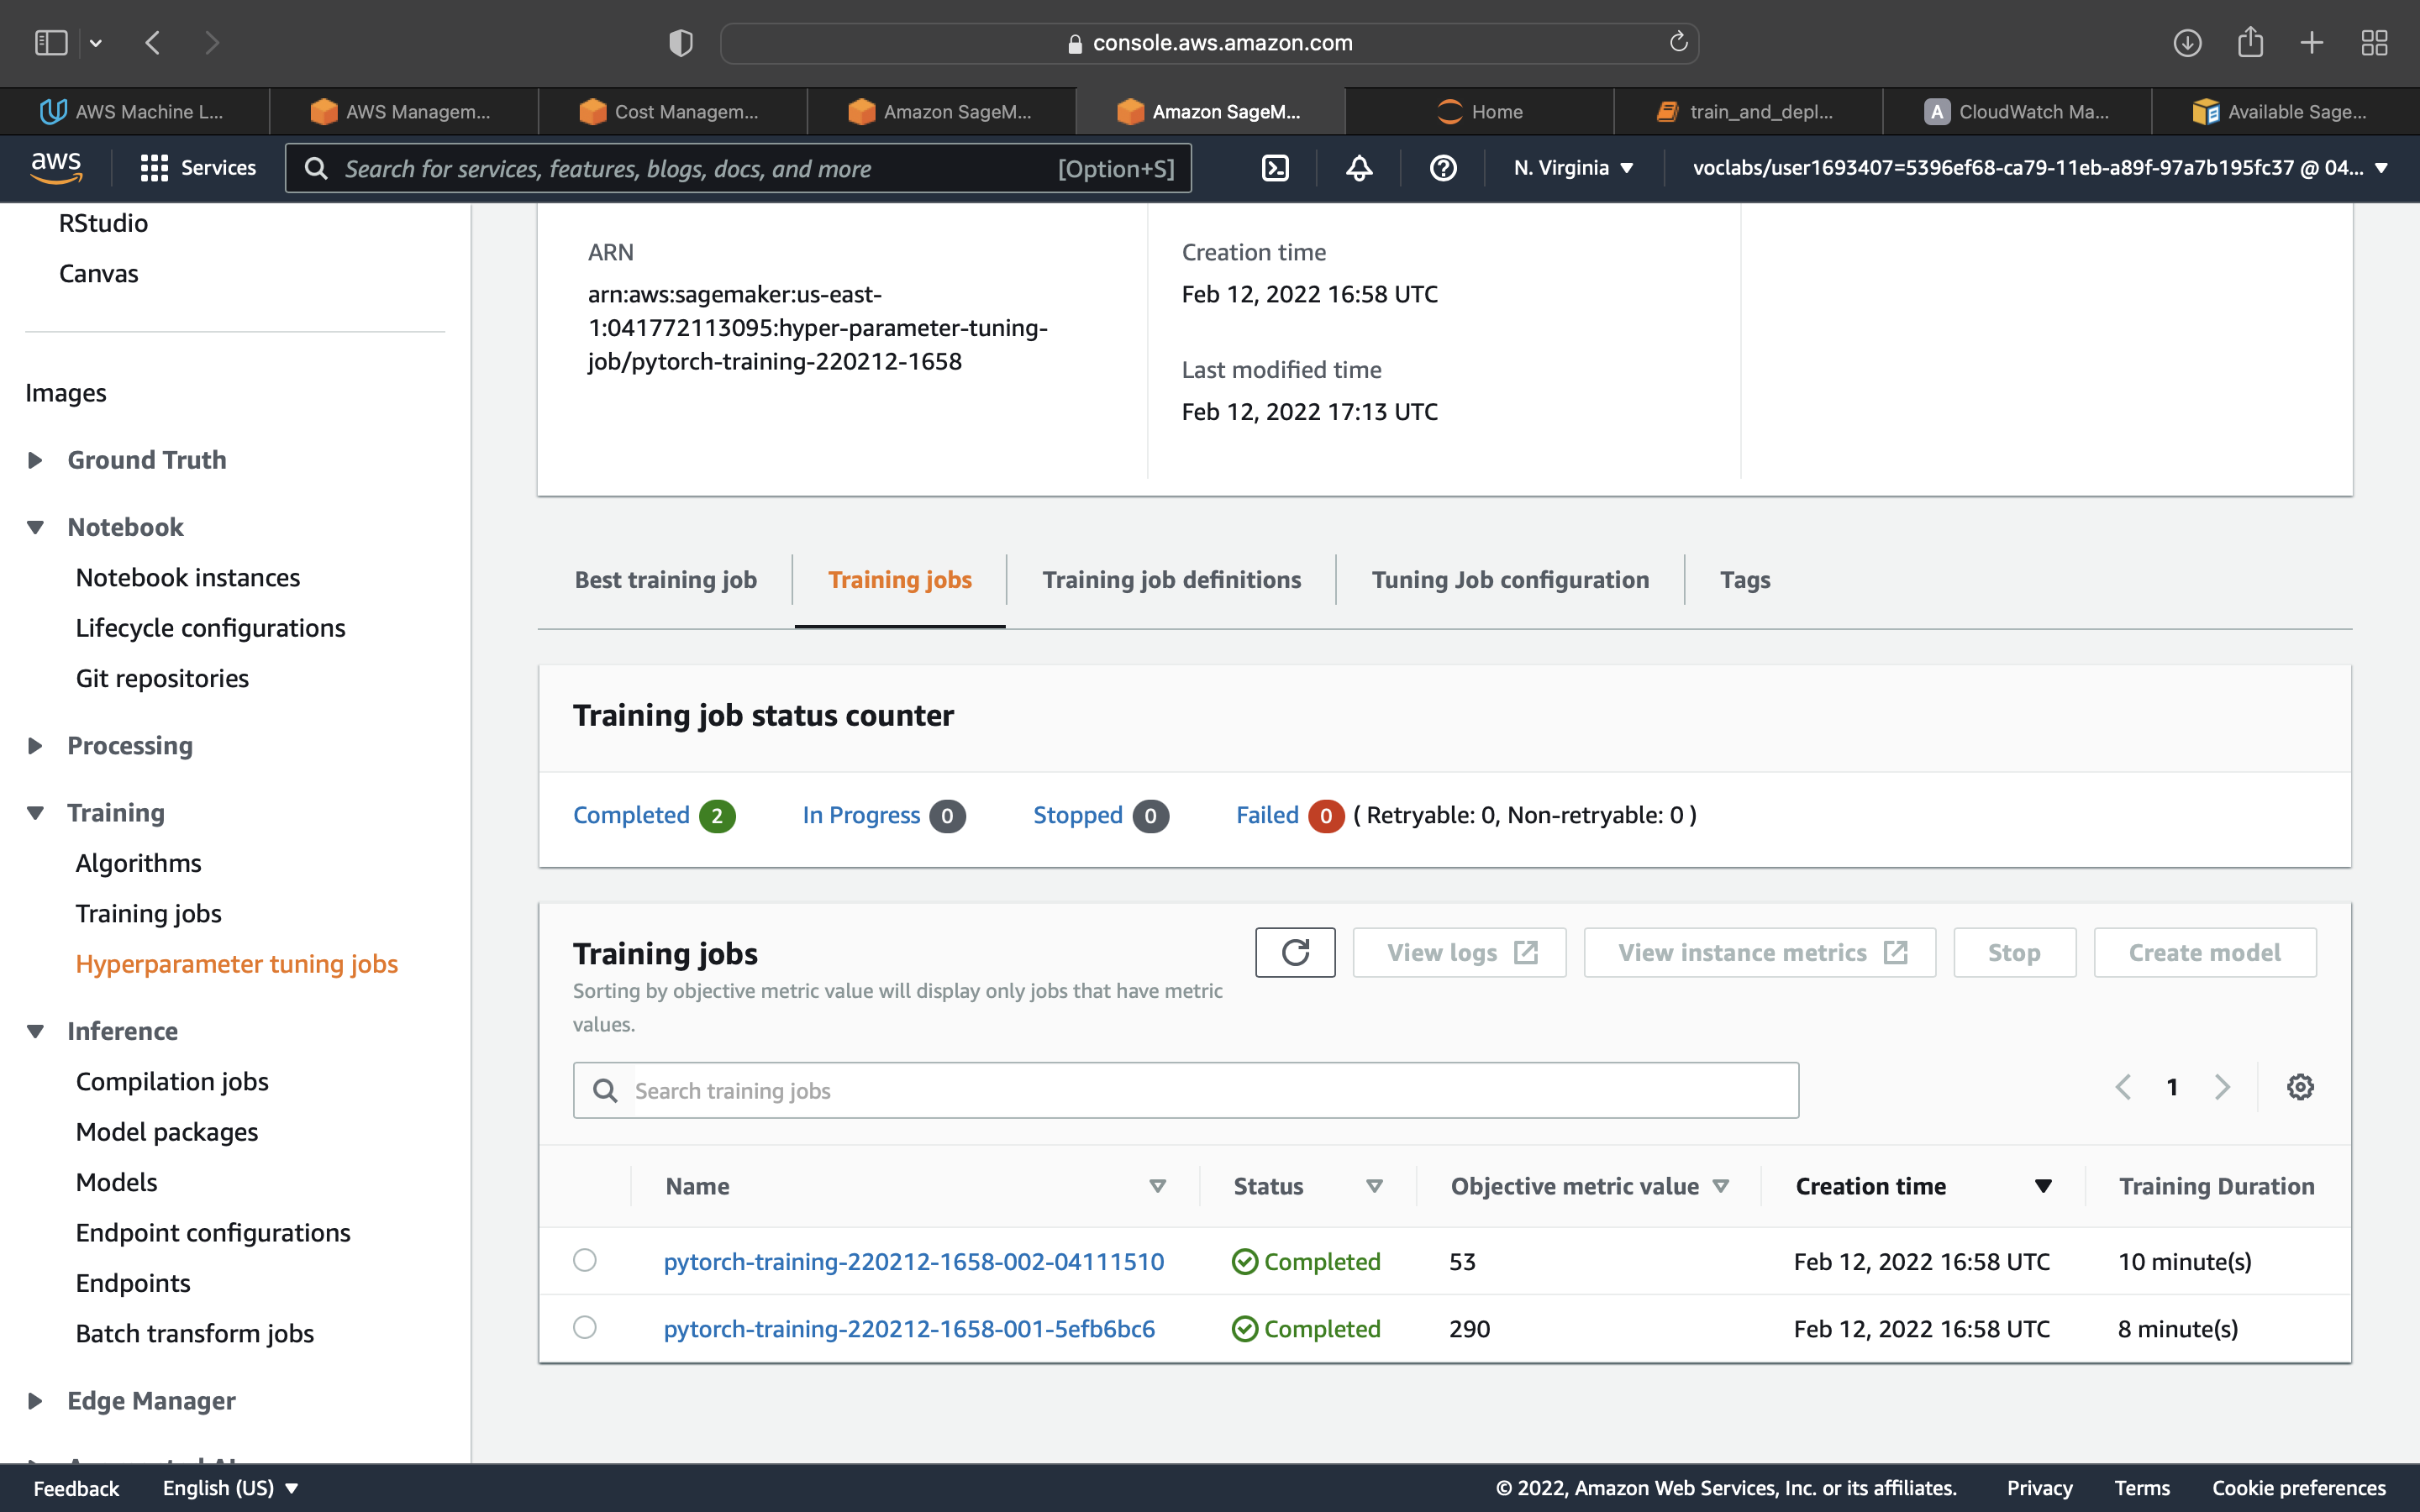 console.aws.amazon.com
AWS Machine L...
AWS Managem...
Cost Managem...
Amazon SageM...
Amazon SageM...
Home
train_and_depl...
A CloudWatch Ma...
Available Sage...
aws
Services
Search for services, features, blogs, docs, and more [Option+S]
N. Virginia
voclabs/user1693407=5396ef68-ca79-11eb-a89f-97a7b195fc37 @ 04...
RStudio
Canvas
Images
Ground Truth
Notebook
Notebook instances
Lifecycle configurations
Git repositories
Processing
Training
Algorithms
Training jobs
Hyperparameter tuning jobs
Inference
Compilation jobs
Model packages
Models
Endpoint configurations
Endpoints
Batch transform jobs
Edge Manager
ARN
arn:aws:sagemaker:us-east-
1:041772113095:hyper-parameter-tuning-
job/pytorch-training-220212-1658
Creation time
Feb 12, 2022 16:58 UTC
Last modified time
Feb 12, 2022 17:13 UTC
Best training job
Training jobs
Training job definitions
Tuning Job configuration
Tags
Training job status counter
Completed 2 In Progress 0 Stopped 0 Failed 0 ( Retryable: 0, Non-retryable: 0 )
Training jobs
Sorting by objective metric value will display only jobs that have metric
values.
View logs
View instance metrics
Stop
Create model
Search training jobs
1
Name Status Objective metric value Creation time Training Duration
pytorch-training-220212-1658-002-04111510 Completed 53 Feb 12, 2022 16:58 UTC 10 minute(s)
pytorch-training-220212-1658-001-5efb6bc6 Completed 290 Feb 12, 2022 16:58 UTC 8 minute(s)
Feedback English (US)
© 2022, Amazon Web Services, Inc. or its affiliates. Privacy Terms Cookie preferences